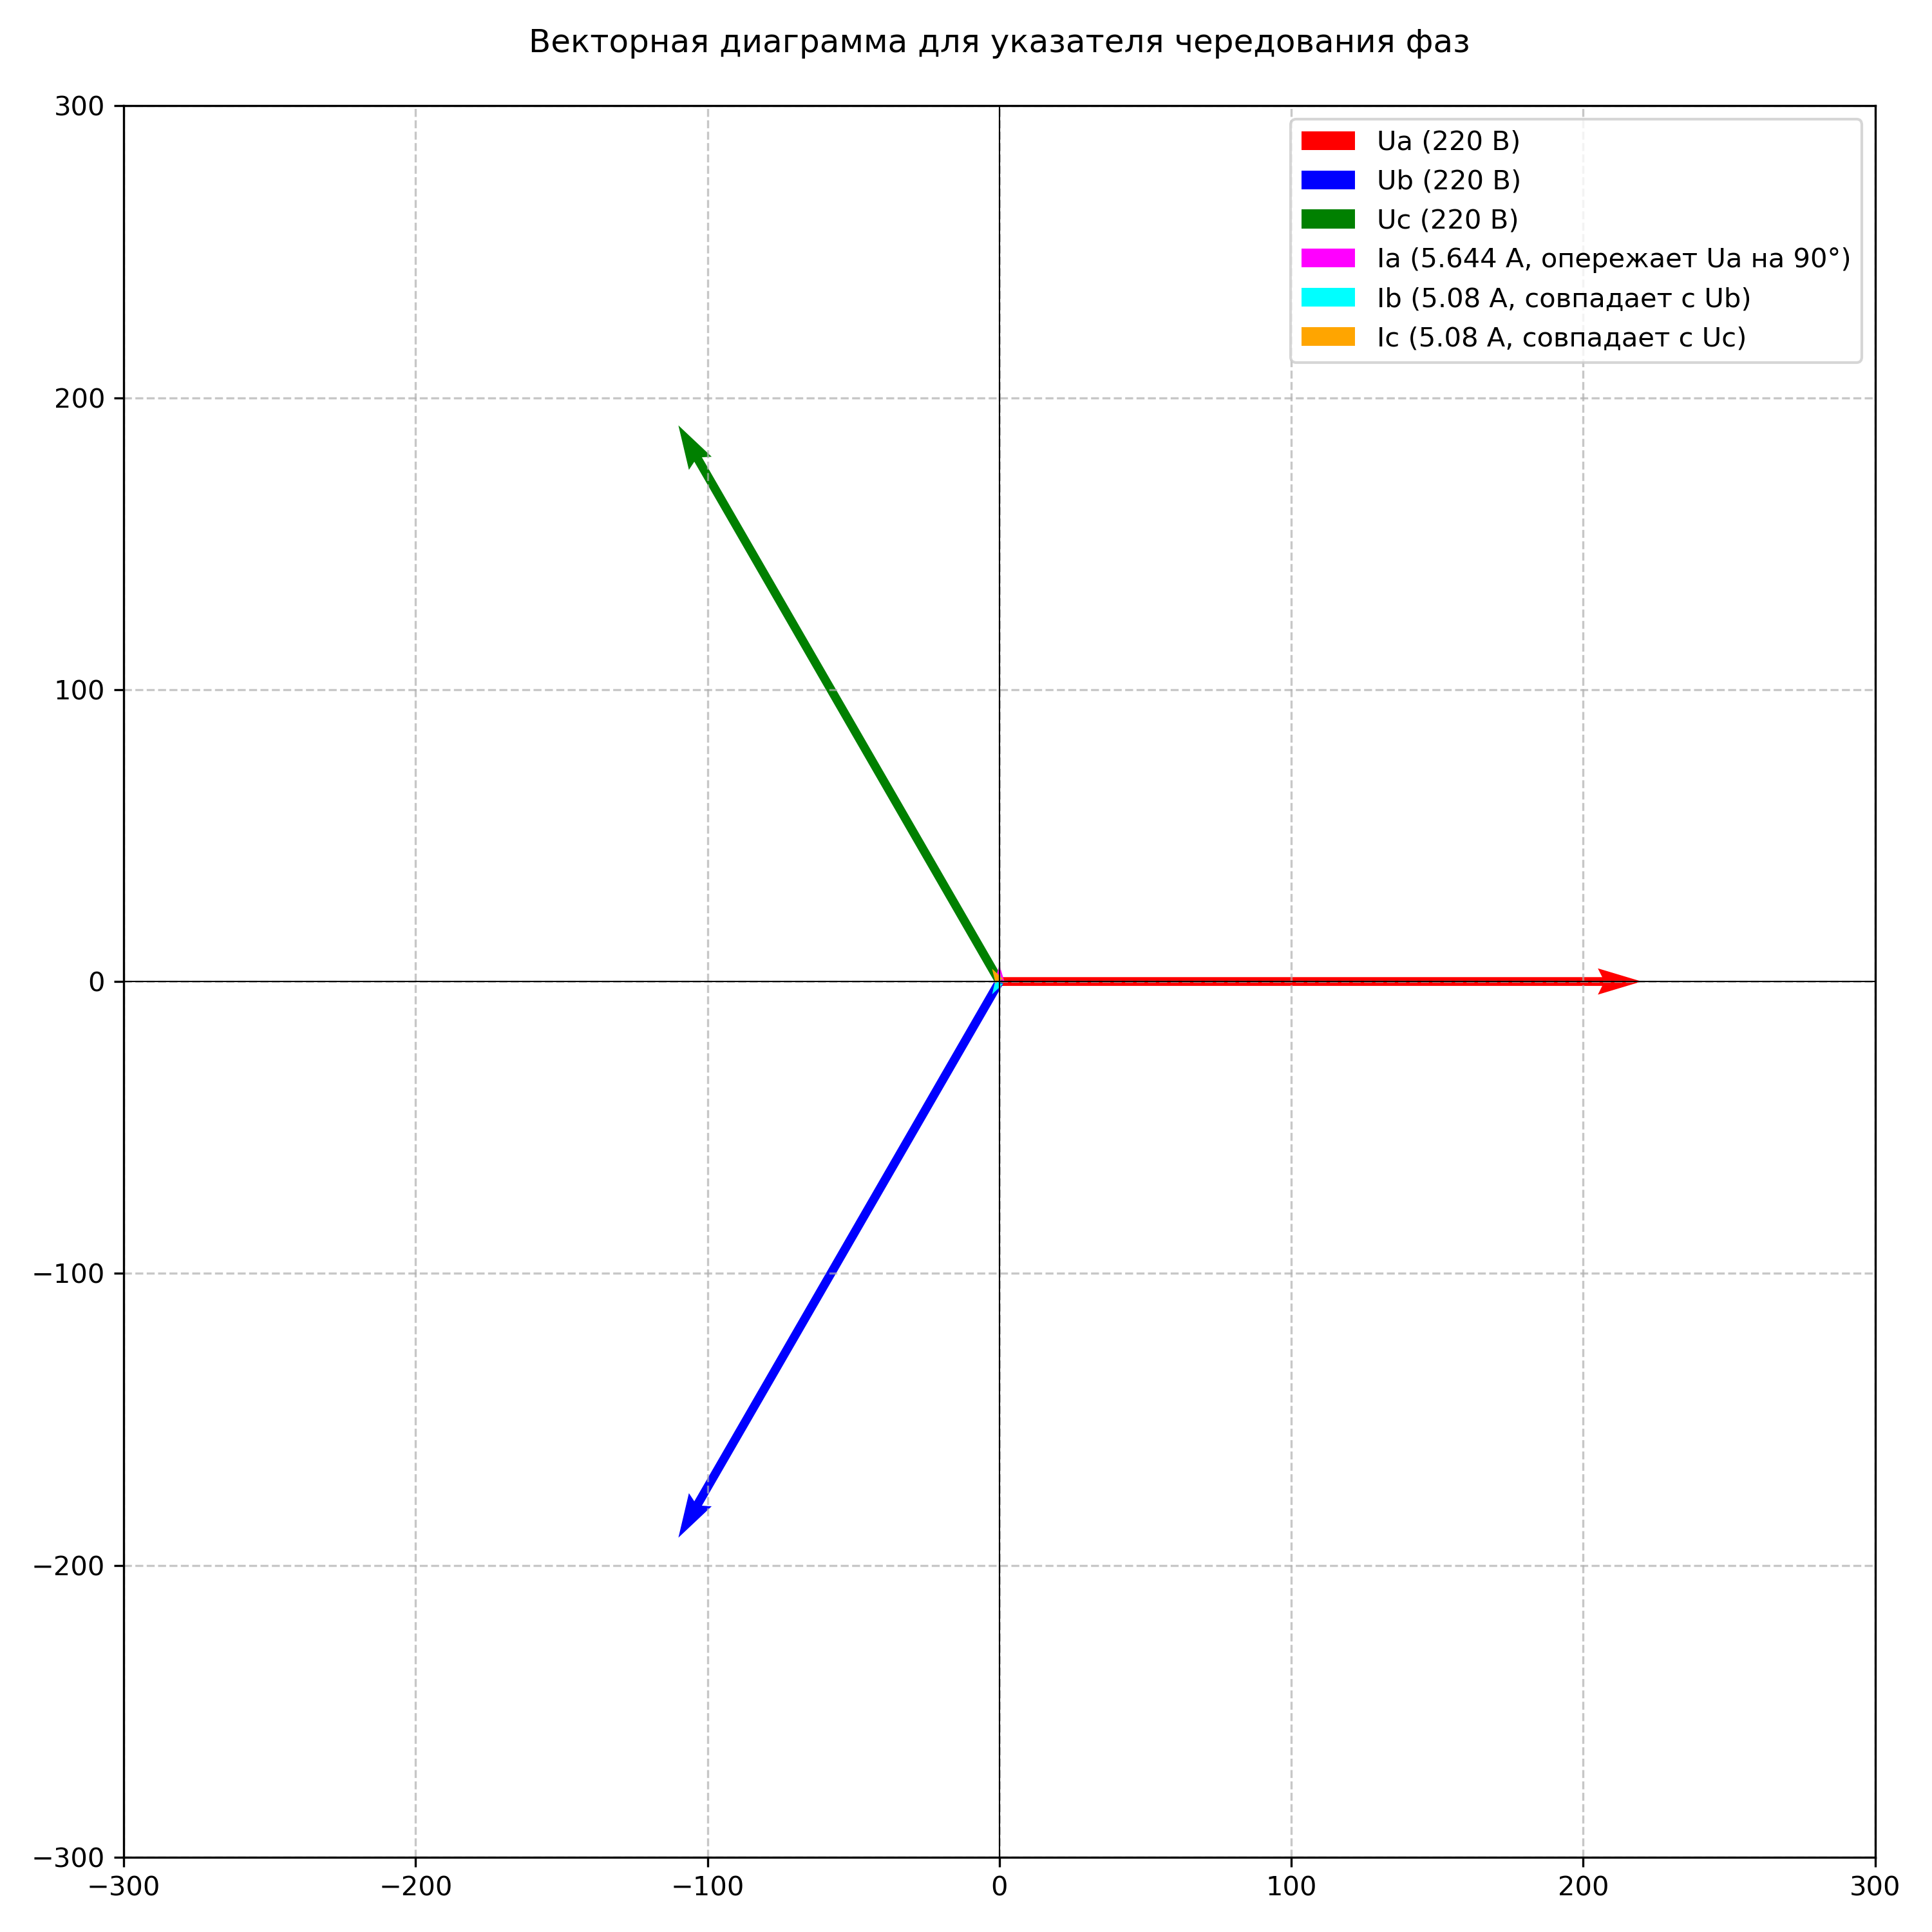 Векторная диаграмма для указателя чередования фаз
300
200
100
0
−100
−200
−300
Ua (220 В)
Ub (220 В)
Uc (220 В)
Ia (5.644 А, опережает Ua на 90°)
Ib (5.08 А, совпадает с Ub)
Ic (5.08 А, совпадает с Uc)
−300 −200 −100 0 100 200 300